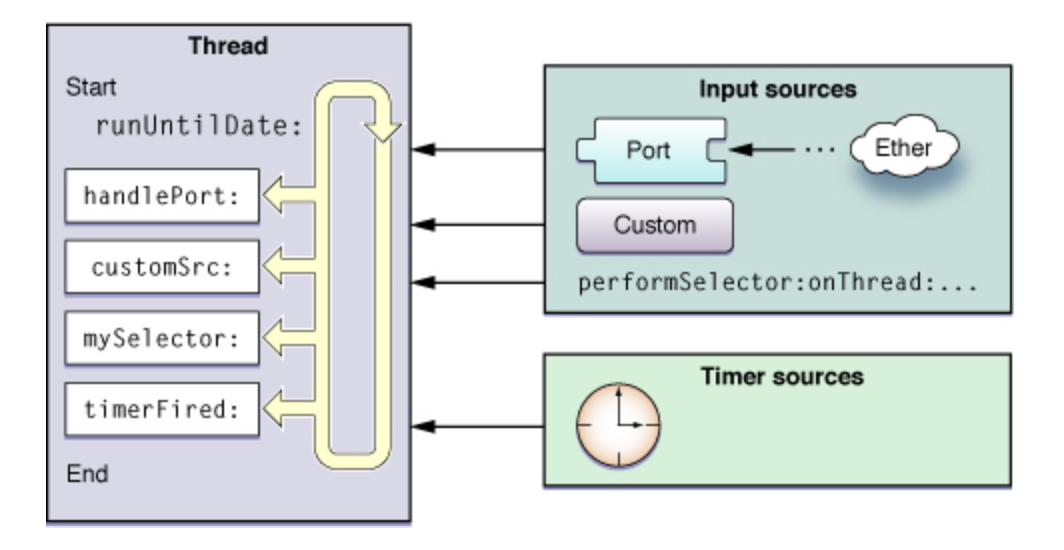 Thread
Start
runUntilDate:
handlePort:
customSrc:
mySelector:
timerFired:
End
Input sources
Port
...
Ether
Custom
performSelector:onThread:...
Timer sources